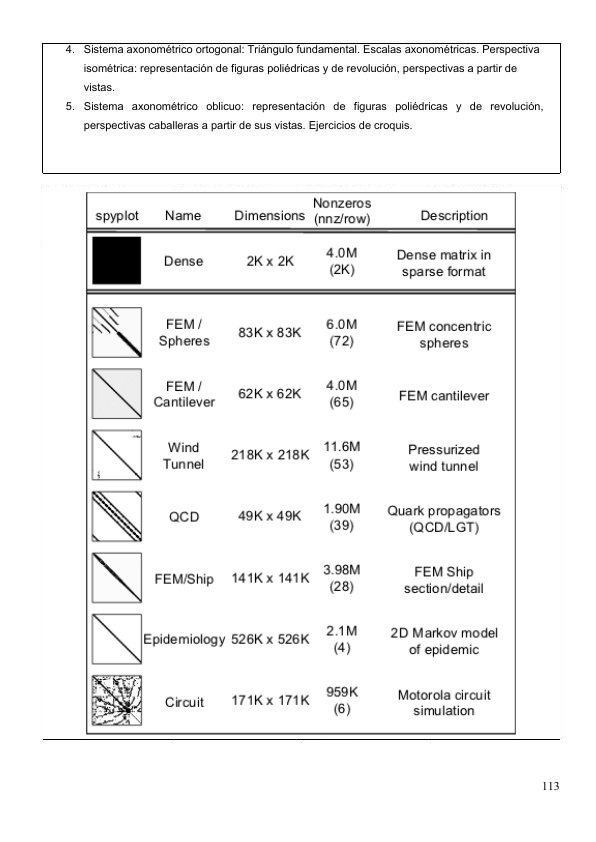 4. Sistema axonométrico ortogonal: Triángulo fundamental. Escalas axonométricas. Perspectiva
isométrica: representación de figuras poliédricas y de revolución, perspectivas a partir de
vistas.
5. Sistema axonométrico oblicuo: representación de figuras poliédricas y de revolución,
perspectivas caballeras a partir de sus vistas. Ejercicios de croquis.
spyplot Name Dimensions Nonzeros (nnz/row) Description
Dense 2K x 2K 4.0M (2K) Dense matrix in sparse format
FEM / Spheres 83K x 83K 6.0M (72) FEM concentric spheres
FEM / Cantilever 62K x 62K 4.0M (65) FEM cantilever
Wind Tunnel 218K x 218K 11.6M (53) Pressurized wind tunnel
QCD 49K x 49K 1.90M (39) Quark propagators (QCD/LGT)
FEM/Ship 141K x 141K 3.98M (28) FEM Ship section/detail
Epidemiology 526K x 526K 2.1M (4) 2D Markov model of epidemic
Circuit 171K x 171K 959K (6) Motorola circuit simulation
113